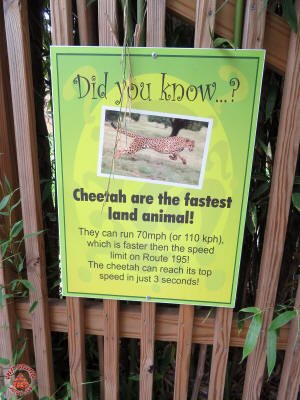 Did you know...?
Cheetah are the fastest
land animal!
They can run 70mph (or 110 kph),
which is faster then the speed
limit on Route 195!
The cheetah can reach its top
speed in just 3 seconds!